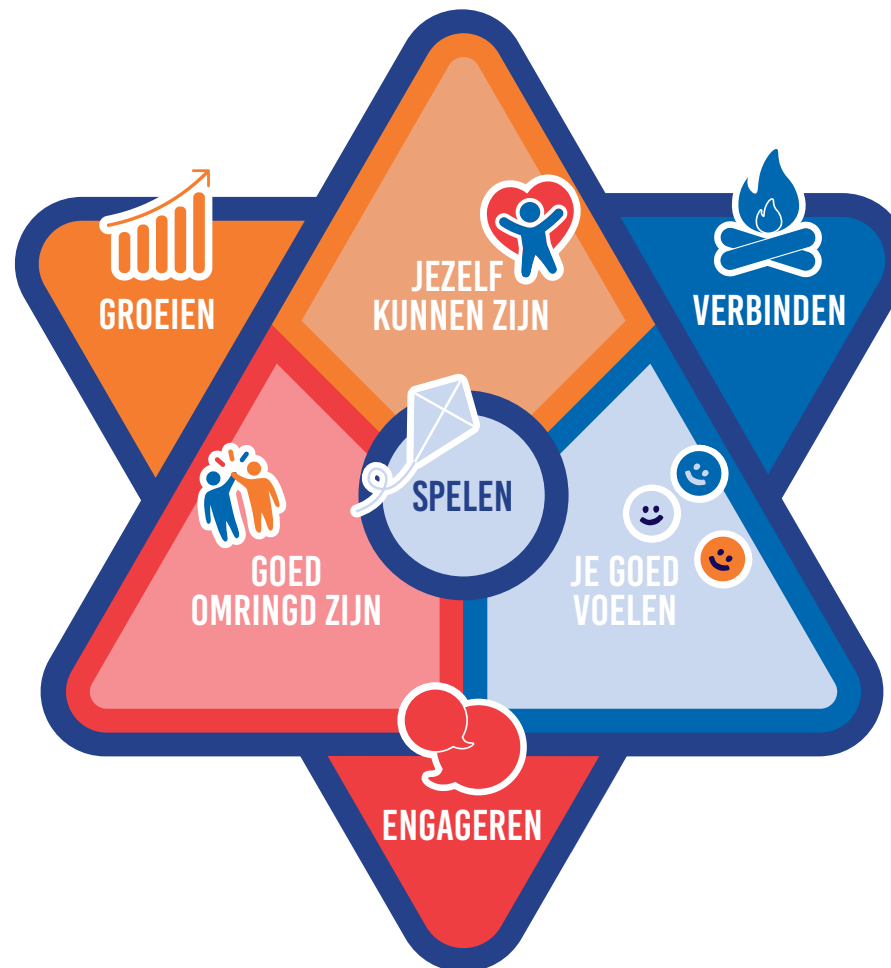 JEZELF
KUNNEN ZIJN
GROEIEN
VERBINDEN
SPELEN
GOED
OMRINGD ZIJN
JE GOED
VOELEN
ENGAGEREN